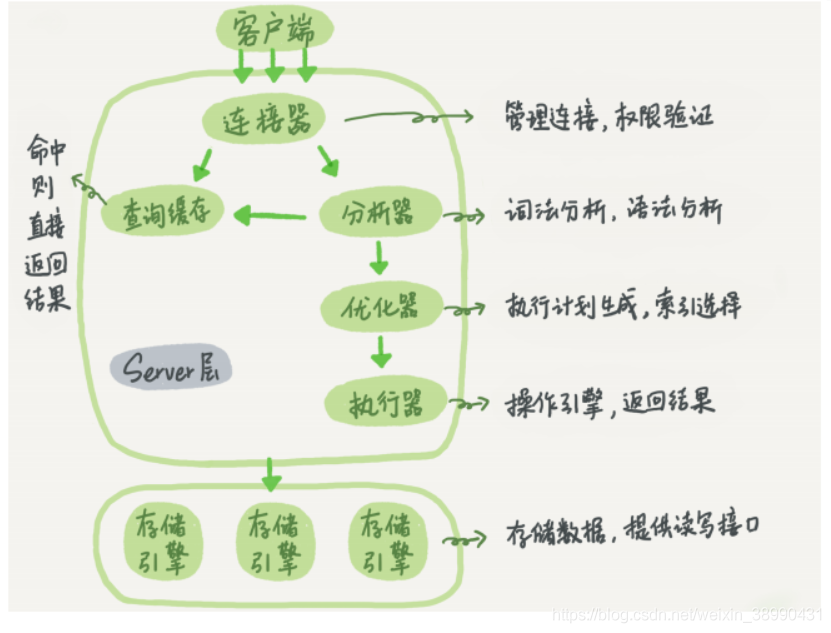 客户端
连接器
管理连接，权限验证
命中
则
直接
返回
结果
查询缓存
分析器
词法分析，语法分析
优化器
执行计划生成，索引选择
Server层
执行器
操作引擎，返回结果
存储
引擎
存储
引擎
存储
引擎
存储数据，提供读写接口
https://blog.csdn.net/weixin_38990431